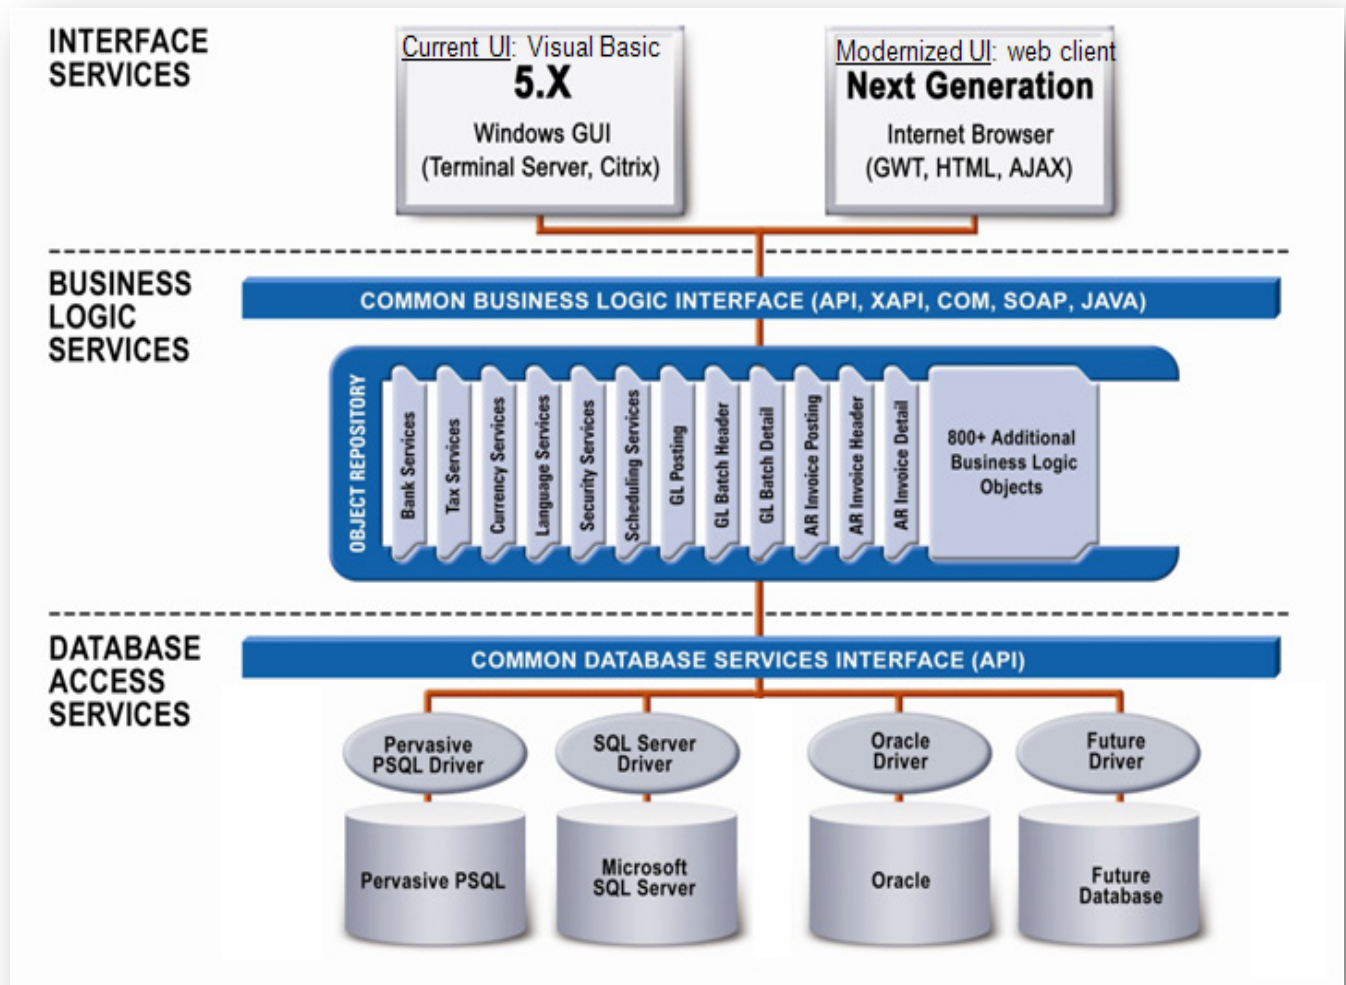 INTERFACE
SERVICES
Current UI: Visual Basic
5.X
Windows GUI
(Terminal Server, Citrix)
Modernized UI: web client
Next Generation
Internet Browser
(GWT, HTML, AJAX)
BUSINESS
LOGIC
SERVICES
COMMON BUSINESS LOGIC INTERFACE (API, XAPI, COM, SOAP, JAVA)
OBJECT REPOSITORY
Bank Services
Tax Services
Currency Services
Language Services
Security Services
Scheduling Services
GL Posting
GL Batch Header
GL Batch Detail
AR Invoice Posting
AR Invoice Header
AR Invoice Detail
800+ Additional
Business Logic
Objects
DATABASE
ACCESS
SERVICES
COMMON DATABASE SERVICES INTERFACE (API)
Pervasive
PSQL Driver
SQL Server
Driver
Oracle
Driver
Future
Driver
Pervasive PSQL
Microsoft
SQL Server
Oracle
Future
Database